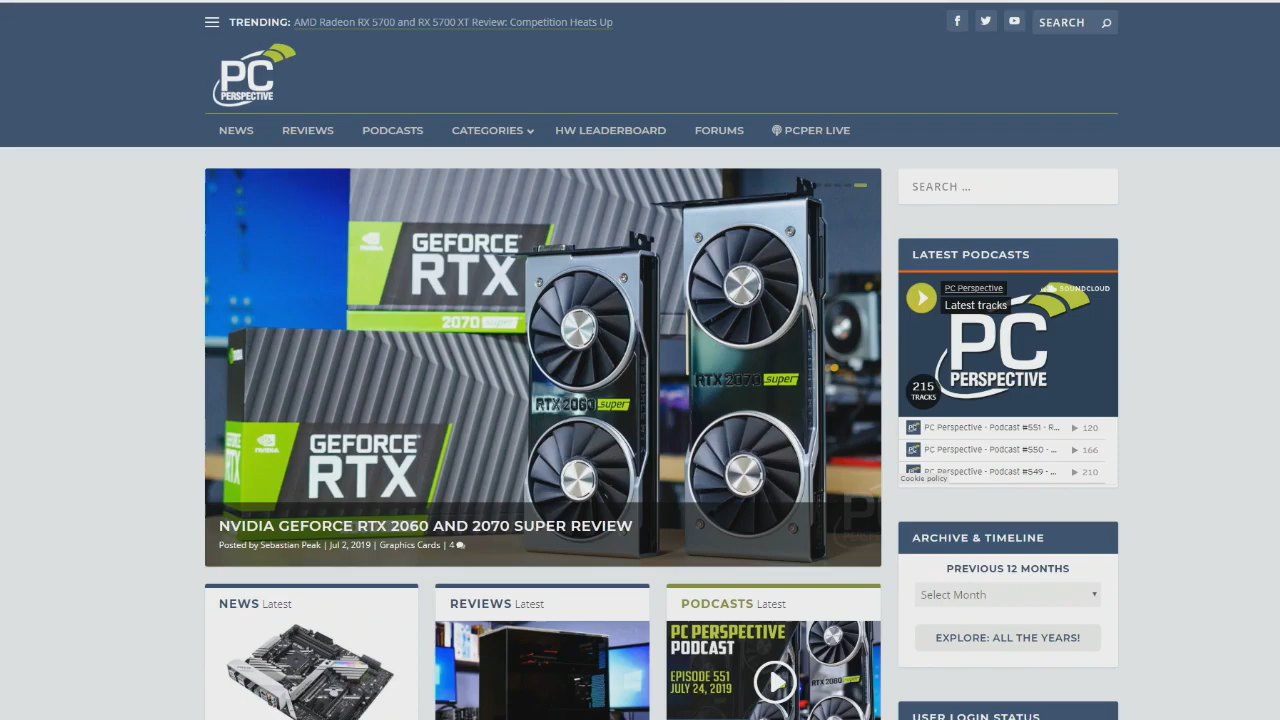 TRENDING: AMD Radeon RX 5700 and RX 5700 XT Review: Competition Heats Up
SEARCH
PC
PERSPECTIVE
NEWS REVIEWS PODCASTS CATEGORIES HW LEADERBOARD FORUMS PCPER LIVE
GEFORCE
RTX
2070 SUPER
GEFORCE
RTX
NVIDIA
RTX 2060 SUPER
RTX 2070 SUPER
NVIDIA GEFORCE RTX 2060 AND 2070 SUPER REVIEW
Posted by Sebastian Peak | Jul 2, 2019 | Graphics Cards | 4
SEARCH ...
LATEST PODCASTS
PC Perspective
SOUNDCLOUD
Latest tracks
PC
PERSPECTIVE
215
TRACKS
PC Perspective - Podcast #551 - R... 120
PC Perspective - Podcast #550 - ... 166
PC Perspective - Podcast #549 - ... 210
Cookie policy
ARCHIVE & TIMELINE
PREVIOUS 12 MONTHS
Select Month
EXPLORE: ALL THE YEARS!
USER LOGIN STATUS
NEWS Latest
REVIEWS Latest
PODCASTS Latest
PC PERSPECTIVE
PODCAST
EPISODE 551
JULY 24, 2019